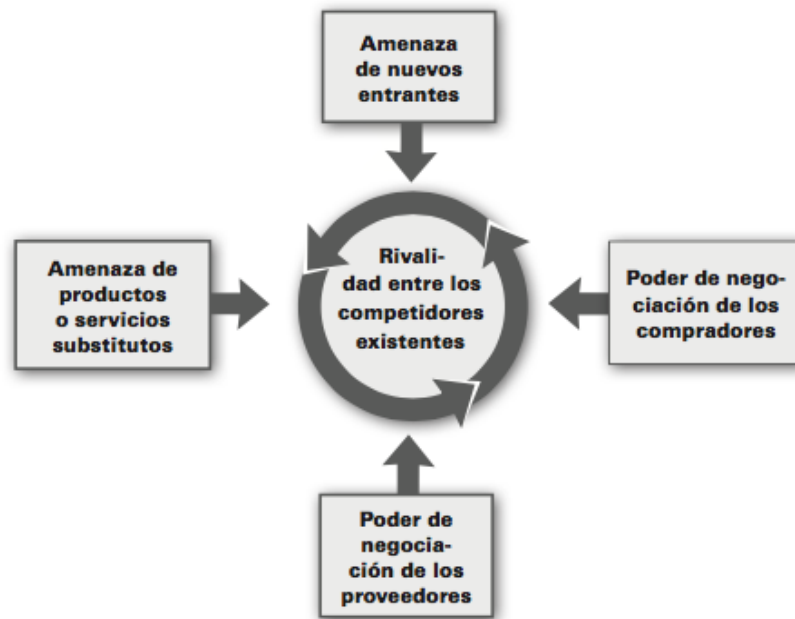 Amenaza
de nuevos
entrantes
Amenaza de
productos
o servicios
substitutos
Rivali-
dad entre los
competidores
existentes
Poder de nego-
ciación de los
compradores
Poder de
negocia-
ción de los
proveedores